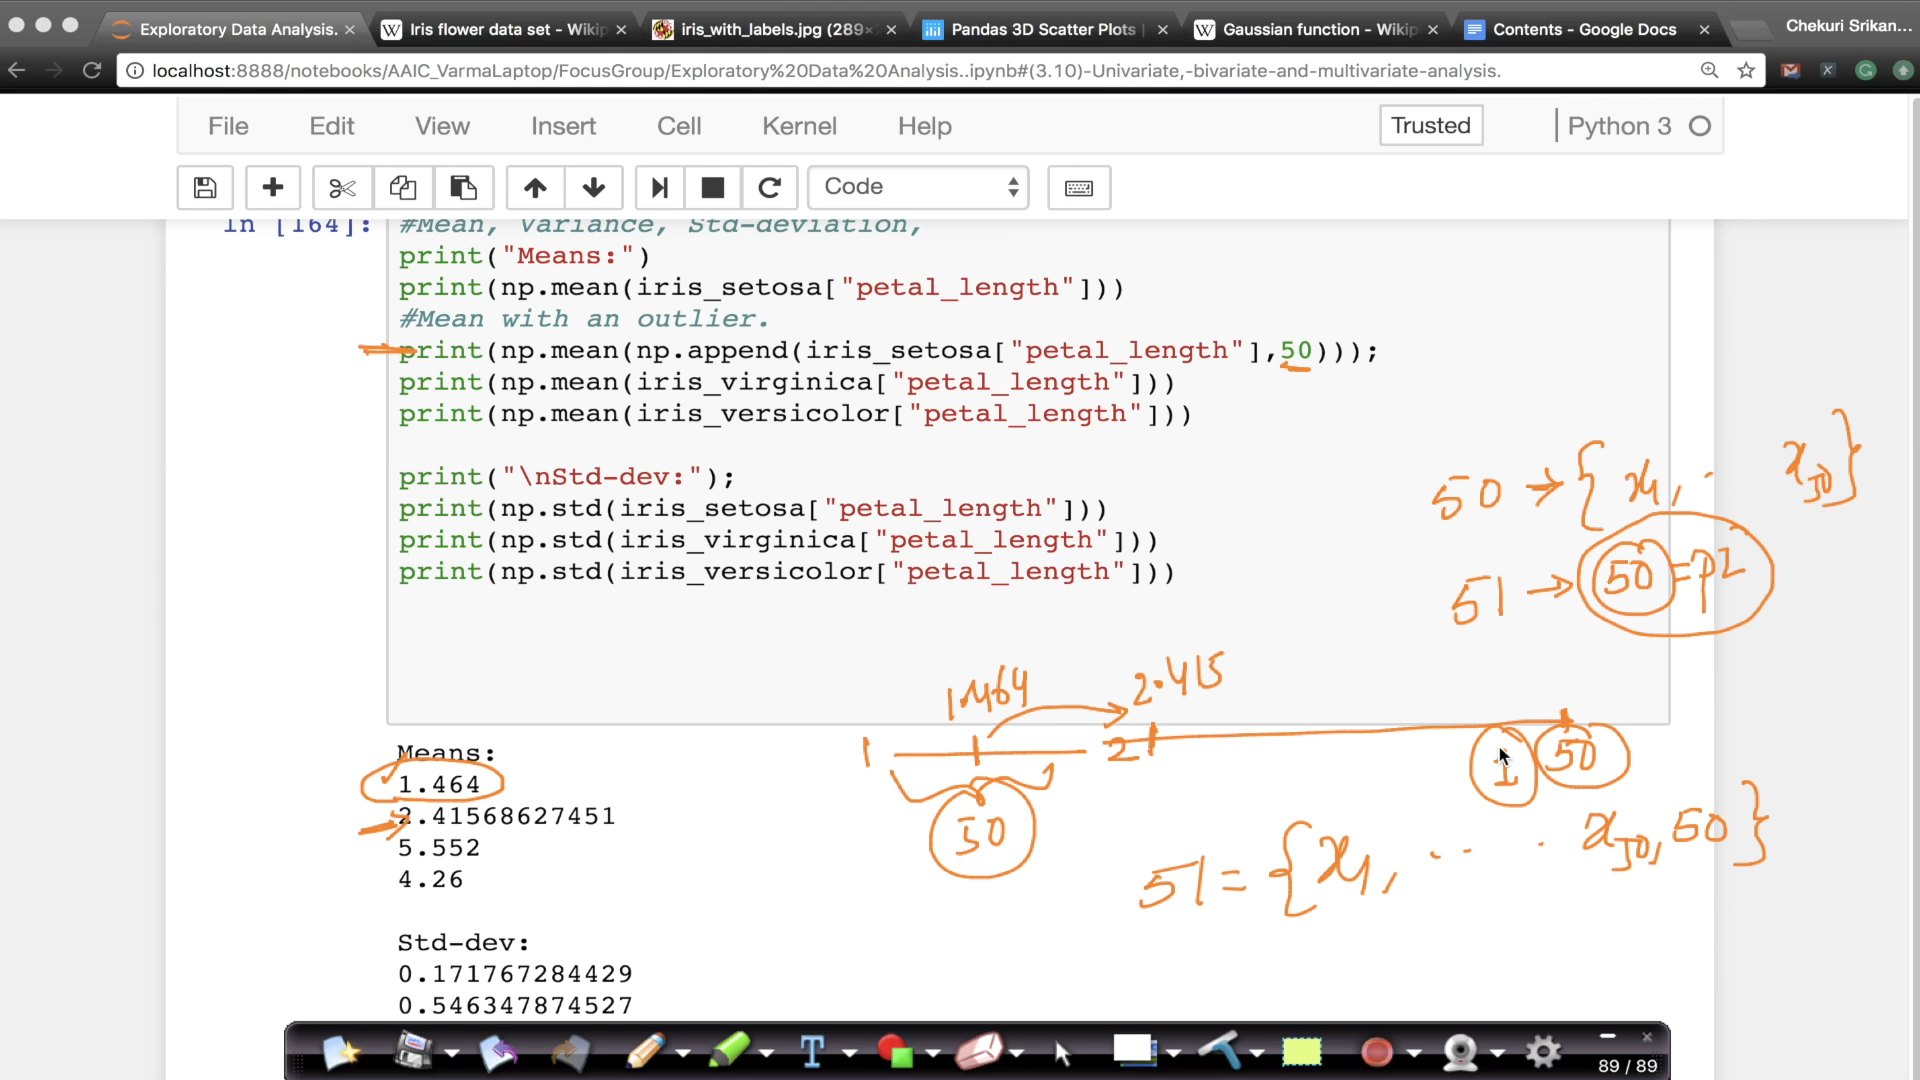 Exploratory Data Analysis. Iris flower data set - Wikip iris_with_labels.jpg (289× Pandas 3D Scatter Plots | Gaussian function - Wikip Contents - Google Docs Chekuri Srikan...
localhost:8888/notebooks/AAIC_VarmaLaptop/FocusGroup/Exploratory%20Data%20Analysis..ipynb#(3.10)-Univariate,-bivariate-and-multivariate-analysis.
File Edit View Insert Cell Kernel Help Trusted Python 3
Code
In [164]: #Mean, Variance, Std-deviation,
print("Means:")
print(np.mean(iris_setosa["petal_length"]))
#Mean with an outlier.
print(np.mean(np.append(iris_setosa["petal_length"],50)));
print(np.mean(iris_virginica["petal_length"]))
print(np.mean(iris_versicolor["petal_length"]))
50 → { x1, .. x50}
print("\nStd-dev:");
print(np.std(iris_setosa["petal_length"]))
print(np.std(iris_virginica["petal_length"]))
print(np.std(iris_versicolor["petal_length"]))
51 → 50 = PL
1.464 2.415
1 2 1 50
50
51 = { x1, ... x50, 50 }
Means:
1.464
2.41568627451
5.552
4.26
Std-dev:
0.171767284429
0.546347874527
89 / 89